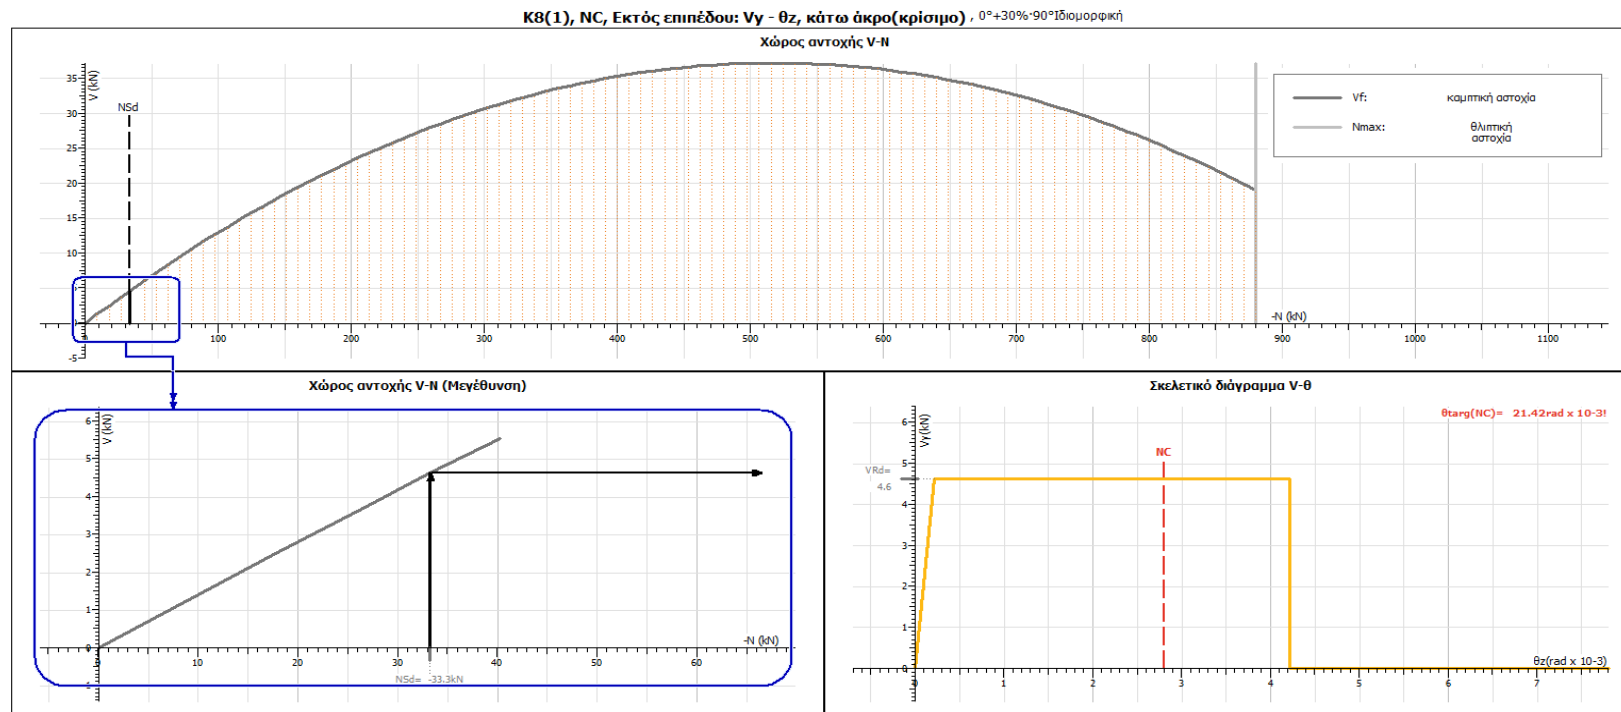 K8(1), NC, Εκτός επιπέδου: Vy - θz, κάτω άκρο(κρίσιμο) , 0°+30%·90°Ιδιομορφική
Χώρος αντοχής V-N
V (kN)
35
30
25
20
15
10
5
0
-5
NSd
Vf: καμπτική αστοχία
Nmax: θλιπτική
αστοχία
-N (kN)
100 200 300 400 500 600 700 800 900 1000 1100
Χώρος αντοχής V-N (Μεγέθυνση)
V (kN)
6
5
4
3
2
1
0
-N (kN)
0 10 20 30 40 50 60
NSd= -33.3kN
Σκελετικό διάγραμμα V-θ
θtarg(NC)= 21.42rad x 10-3!
Vy(kN)
6
5
4
3
2
1
0
NC
VRd=
4.6
θz(rad x 10-3)
0 1 2 3 4 5 6 7